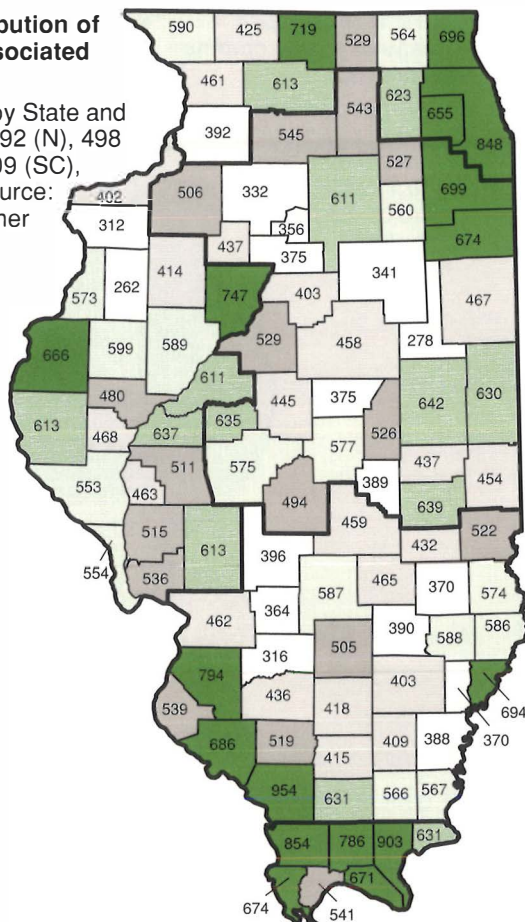 bution of
sociated
by State and
92 (N), 498
09 (SC),
urce:
her
590 425 719 529 564 696
461 613 543 623 655
392 545 848
527
402 506 332 611 699
312 356 560
437 375 674
414 341
573 262 747 403 467
666 599 589 529 458 278
611
480 445 375 642 630
613 468 637 635 526
577
553 463 511 575 437 454
494 389 639
515 613 459 522
396 432
554 536 587 465 370 574
462 364 390 588 586
316 505
794 436 403
539 418 694
686 519 409 388 370
415
954 631 566 567
854 786 903 631
671
674 541